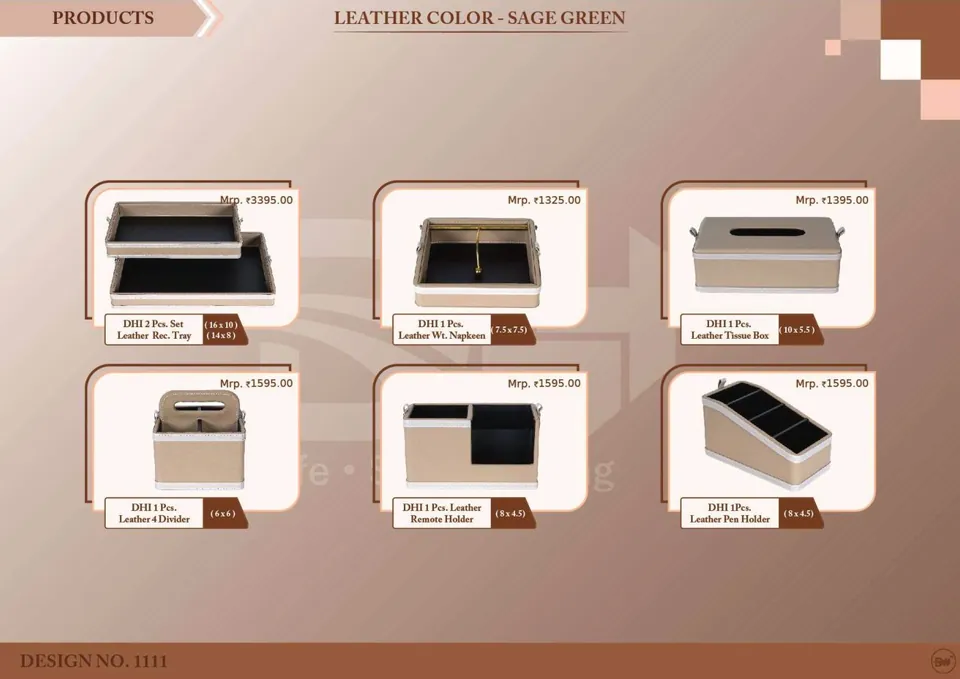 PRODUCTS
LEATHER COLOR - SAGE GREEN
Mrp. ₹3395.00
DHI 2 Pcs. Set
Leather Rec. Tray
( 16 x 10 )
( 14 x 8 )
Mrp. ₹1325.00
DHI 1 Pcs.
Leather Wt. Napkeen
( 7.5 x 7.5)
Mrp. ₹1395.00
DHI 1 Pcs.
Leather Tissue Box
( 10 x 5.5 )
Mrp. ₹1595.00
DHI 1 Pcs.
Leather 4 Divider
( 6 x 6 )
Mrp. ₹1595.00
DHI 1 Pcs. Leather
Remote Holder
( 8 x 4.5)
Mrp. ₹1595.00
DHI 1Pcs.
Leather Pen Holder
( 8 x 4.5)
DESIGN NO. 1111